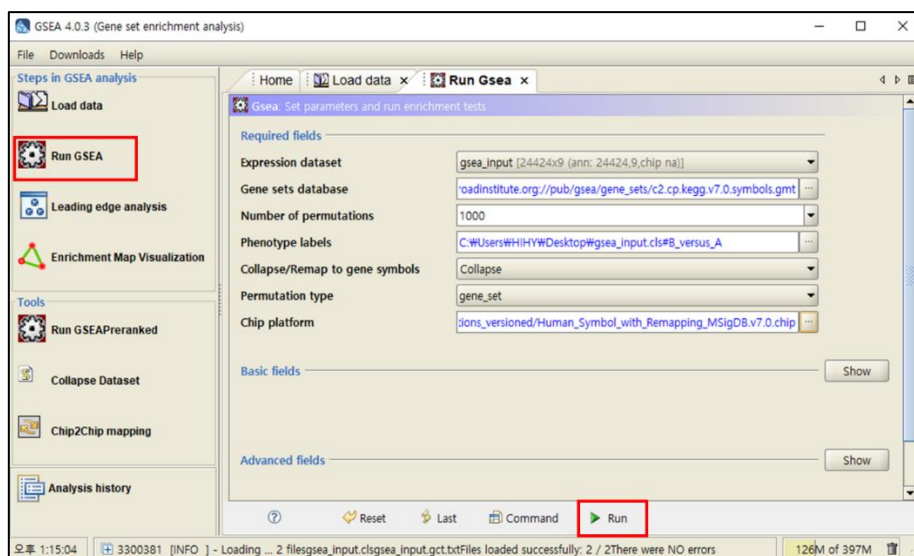 GSEA 4.0.3 (Gene set enrichment analysis)
File Downloads Help
Steps in GSEA analysis
Load data
Run GSEA
Leading edge analysis
Enrichment Map Visualization
Tools
Run GSEAPreranked
Collapse Dataset
Chip2Chip mapping
Analysis history
Home Load data x Run Gsea x
Gsea: Set parameters and run enrichment tests
Required fields
Expression dataset gsea_input [24424x9 (ann: 24424,9,chip na)]
Gene sets database roadinstitute.org://pub/gsea/gene_sets/c2.cp.kegg.v7.0.symbols.gmt ...
Number of permutations 1000
Phenotype labels C:₩Users₩HIHY₩Desktop₩gsea_input.cls#B_versus_A ...
Collapse/Remap to gene symbols Collapse
Permutation type gene_set
Chip platform tions_versioned/Human_Symbol_with_Remapping_MSigDB.v7.0.chip ...
Basic fields Show
Advanced fields Show
Reset Last Command Run
오후 1:15:04 3300381 [INFO ] - Loading ... 2 filesgsea_input.clsgsea_input.gct.txtFiles loaded successfully: 2 / 2There were NO errors 126M of 397M